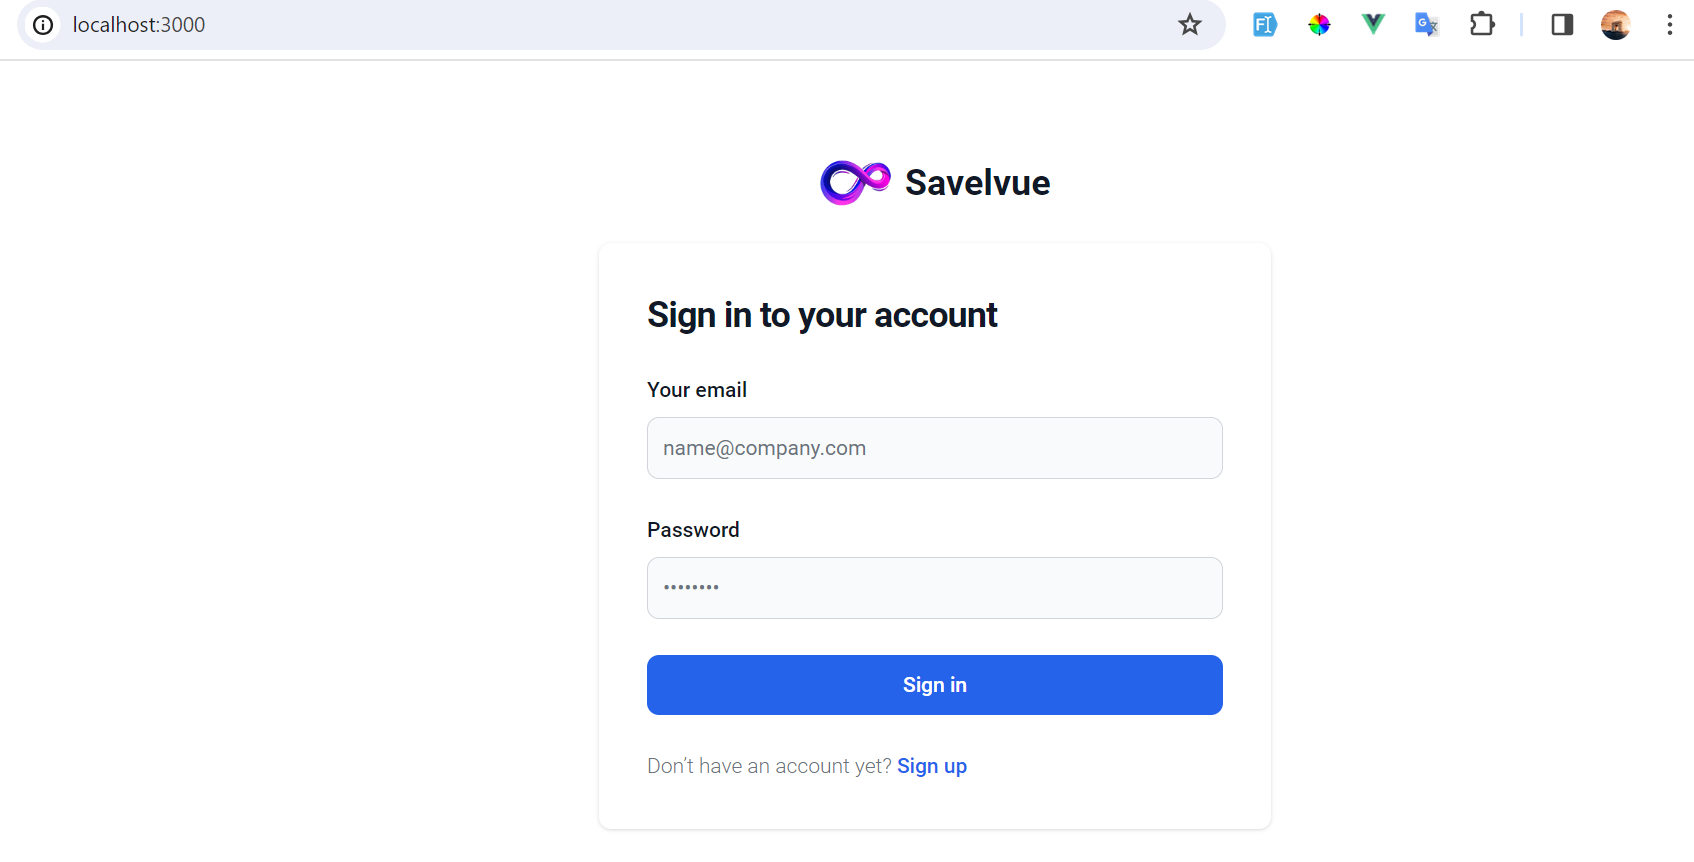 localhost:3000
Savelvue
Sign in to your account
Your email
name@company.com
Password
••••••••
Sign in
Don’t have an account yet? Sign up